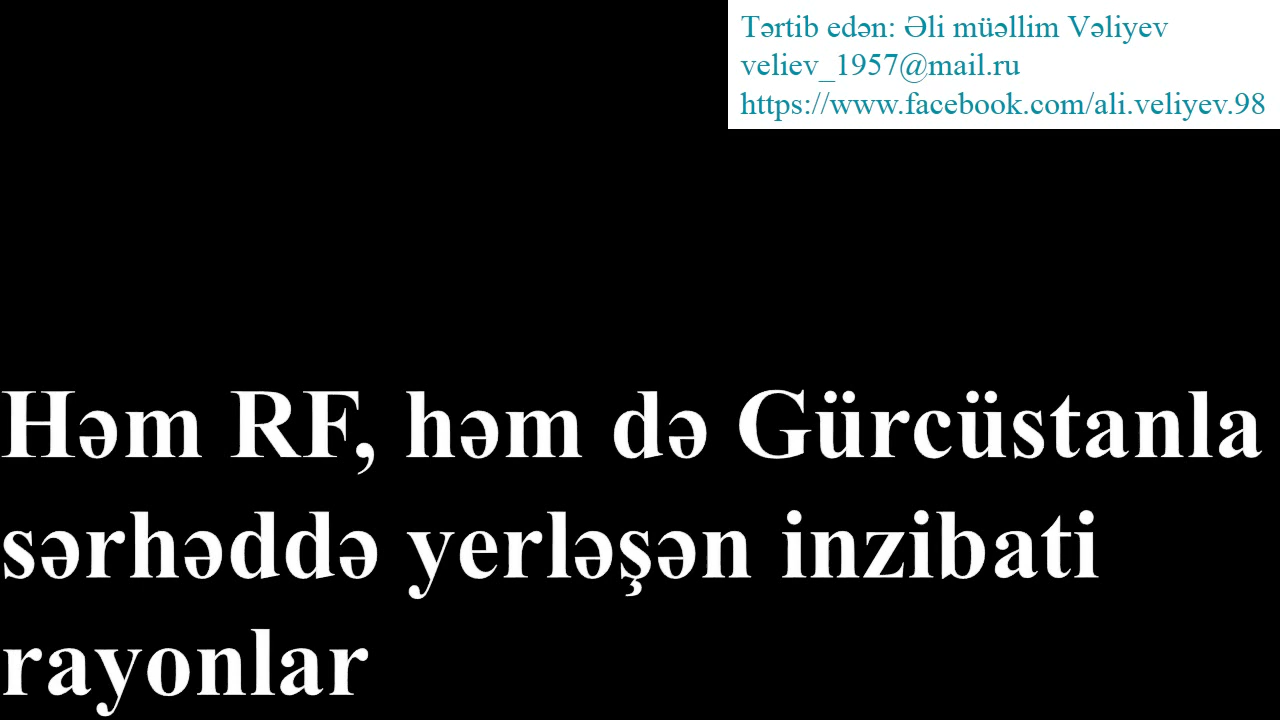 Tərtib edən: Əli müəllim Vəliyev
veliev_1957@mail.ru
https://www.facebook.com/ali.veliyev.98
Həm RF, həm də Gürcüstanla
sərhəddə yerləşən inzibati
rayonlar